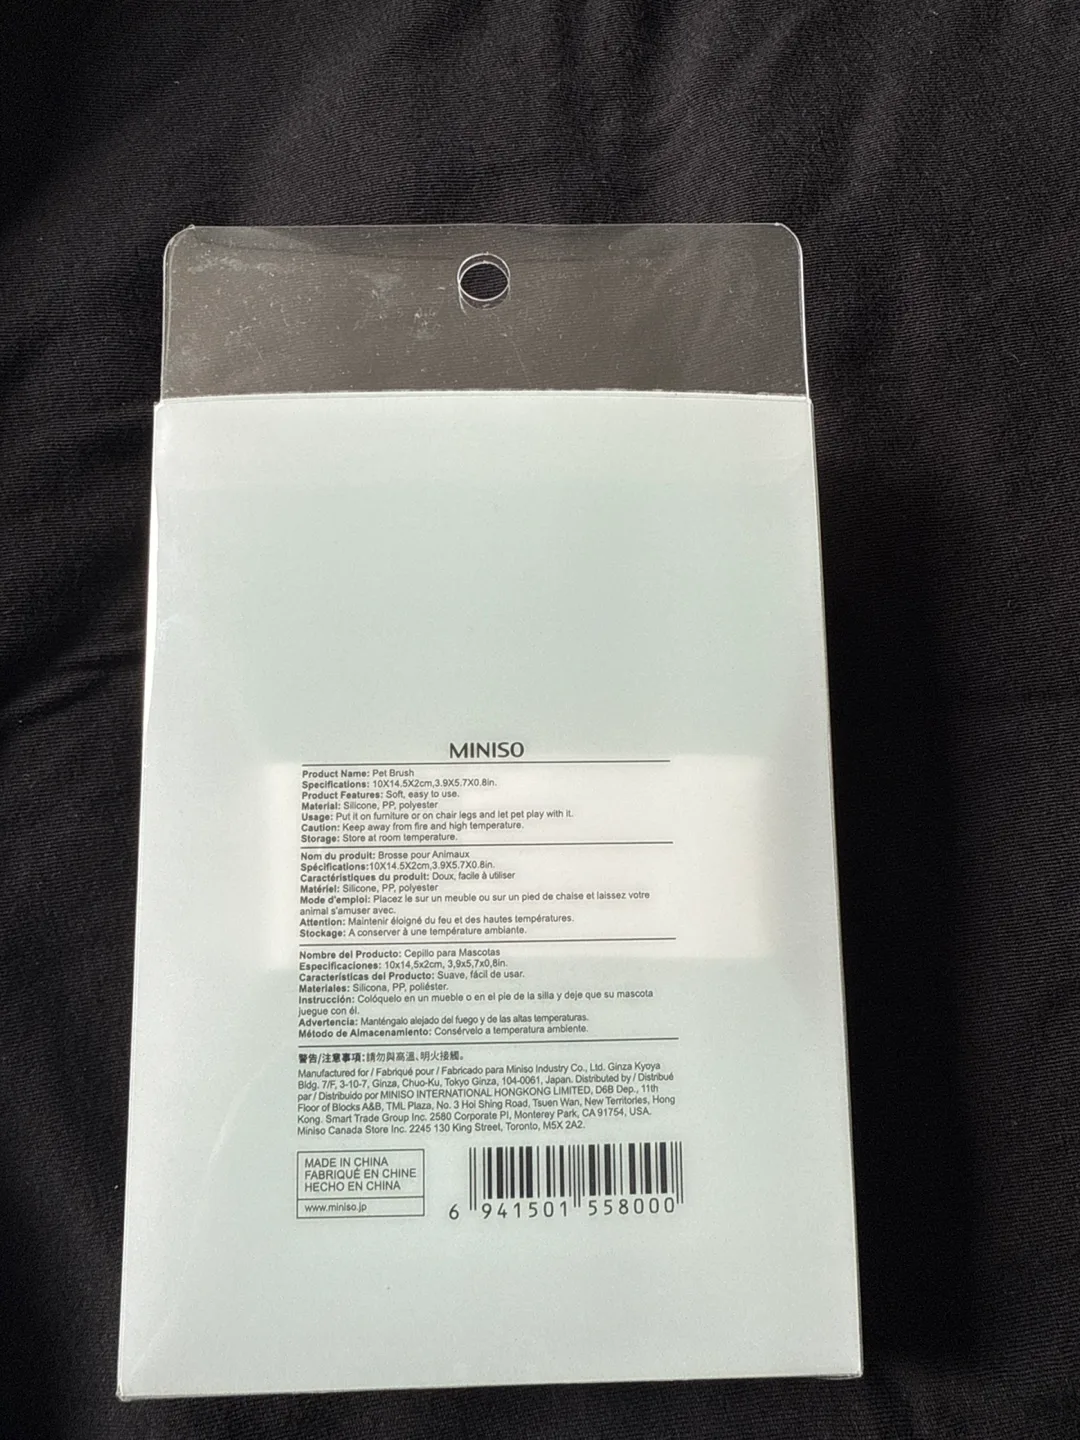 MINISO
Product Name: Pet Brush
Specifications: 10X14.5X2cm,3.9X5.7X0.8in.
Product Features: Soft, easy to use.
Material: Silicone, PP, polyester
Usage: Put it on furniture or on chair legs and let pet play with it.
Caution: Keep away from fire and high temperature.
Storage: Store at room temperature.
Nom du produit: Brosse pour Animaux
Spécifications:10X14.5X2cm,3.9X5.7X0.8in.
Caractéristiques du produit: Doux, facile à utiliser
Matériel: Silicone, PP, polyester
Mode d'emploi: Placez le sur un meuble ou sur un pied de chaise et laissez votre
animal s'amuser avec.
Attention: Maintenir éloigné du feu et des hautes températures.
Stockage: A conserver à une température ambiante.
Nombre del Producto: Cepillo para Mascotas
Especificaciones: 10x14,5x2cm, 3,9x5,7x0,8in.
Características del Producto: Suave, fácil de usar.
Materiales: Silicona, PP, poliéster.
Instrucción: Colóquelo en un mueble o en el pie de la silla y deje que su mascota
juegue con él.
Advertencia: Manténgalo alejado del fuego y de las altas temperaturas.
Método de Almacenamiento: Consérvelo a temperatura ambiente.
警告/注意事項:請勿與高溫、明火接觸。
Manufactured for / Fabriqué pour / Fabricado para Miniso Industry Co., Ltd. Ginza Kyoya
Bldg. 7/F, 3-10-7, Ginza, Chuo-Ku, Tokyo Ginza, 104-0061, Japan. Distributed by / Distribué
par / Distribuido por MINISO INTERNATIONAL HONGKONG LIMITED, D6B Dep., 11th
Floor of Blocks A&B, TML Plaza, No. 3 Hoi Shing Road, Tsuen Wan, New Territories, Hong
Kong. Smart Trade Group Inc. 2580 Corporate Pl, Monterey Park, CA 91754, USA.
Miniso Canada Store Inc. 2245 130 King Street, Toronto, M5X 2A2.
MADE IN CHINA
FABRIQUÉ EN CHINE
HECHO EN CHINA
www.miniso.jp
6 941501 558000